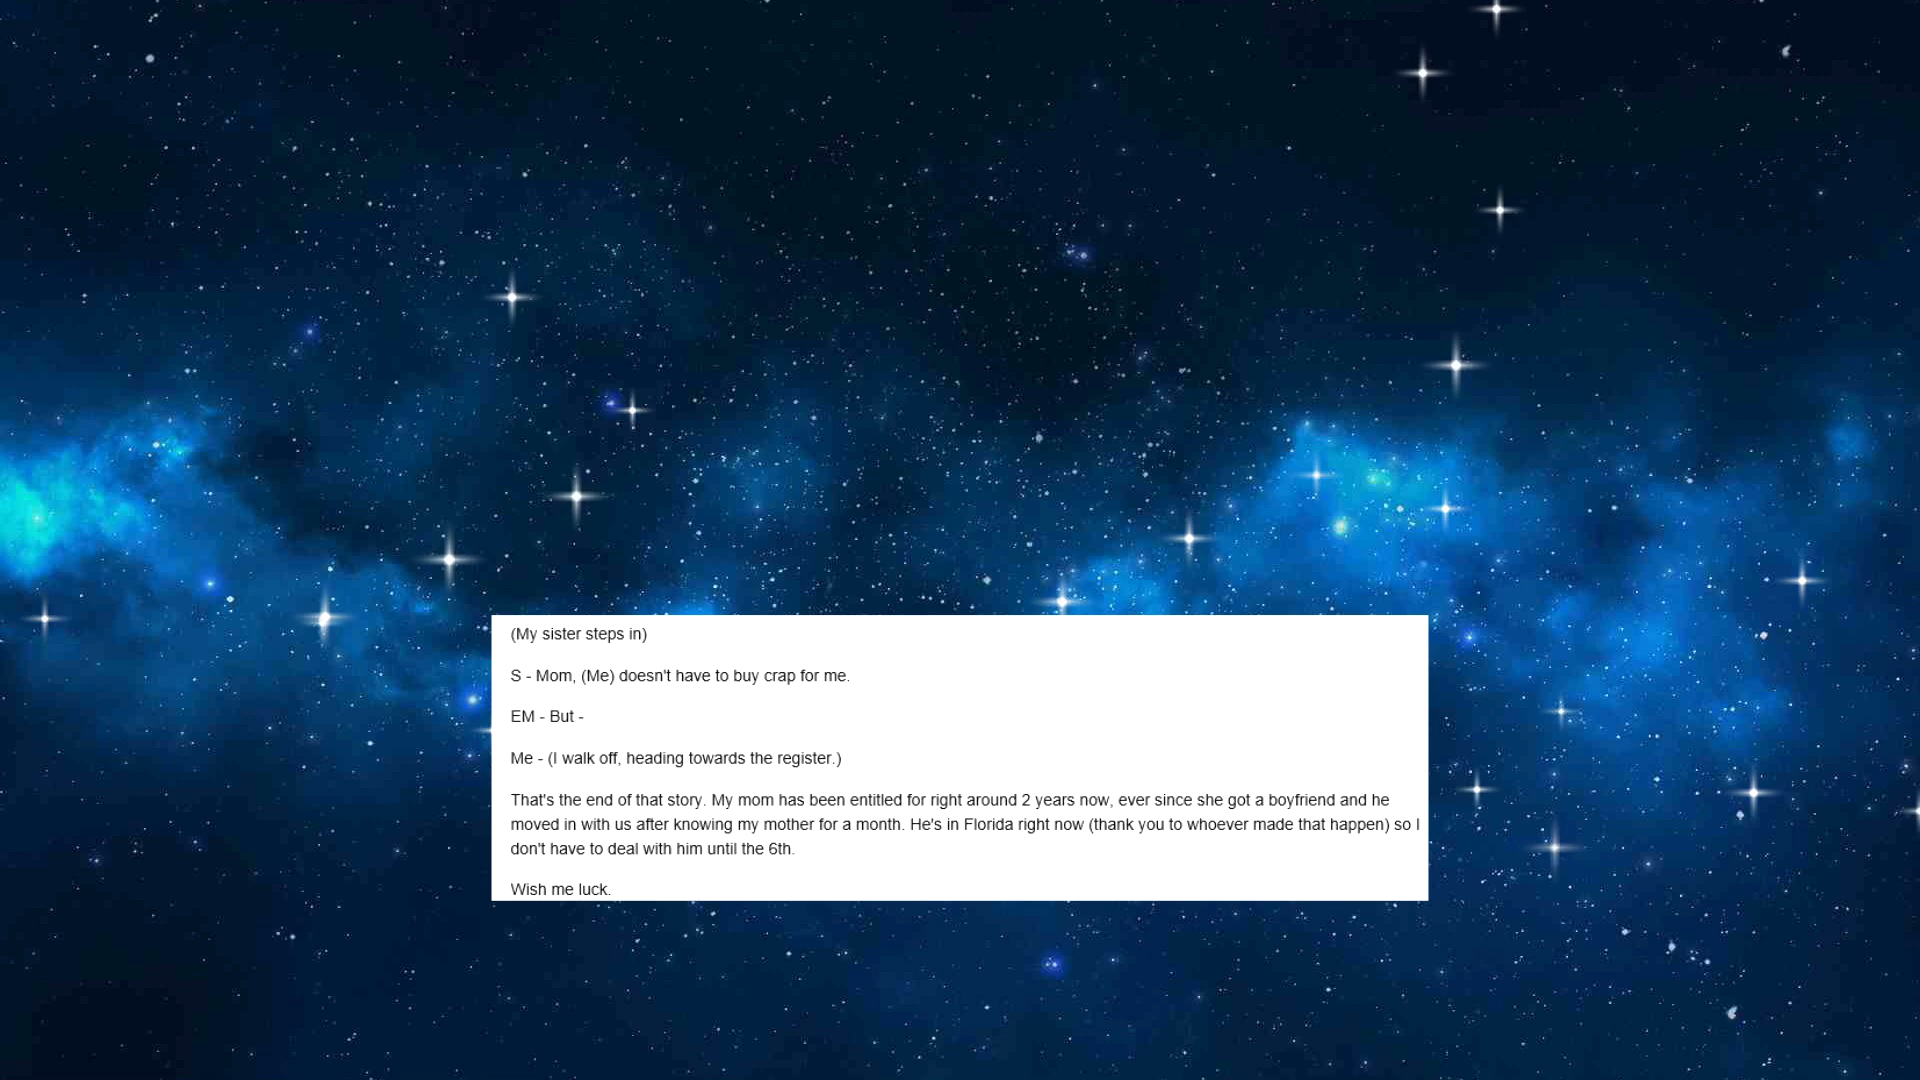 (My sister steps in)
S - Mom, (Me) doesn't have to buy crap for me.
EM - But -
Me - (I walk off, heading towards the register.)
That's the end of that story. My mom has been entitled for right around 2 years now, ever since she got a boyfriend and he
moved in with us after knowing my mother for a month. He's in Florida right now (thank you to whoever made that happen) so I
don't have to deal with him until the 6th.
Wish me luck.